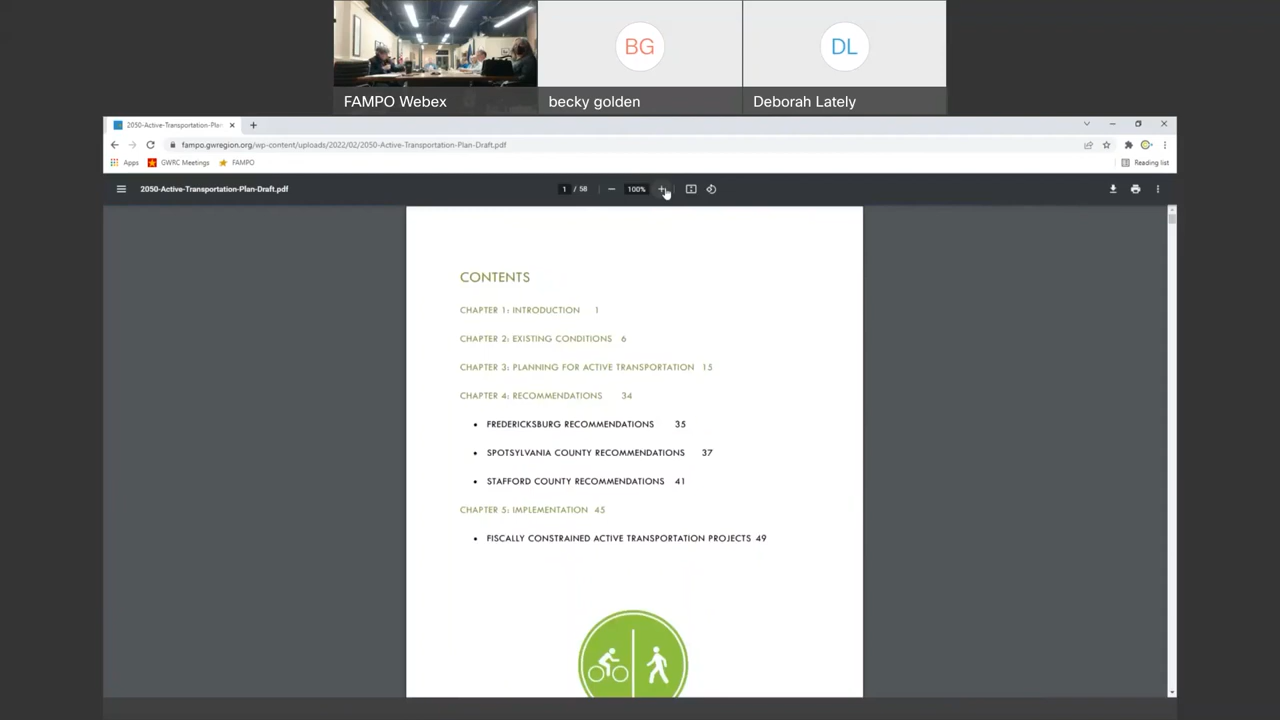 BG
DL
FAMPO Webex
becky golden
Deborah Lately
2050-Active-Transportation-Plan
fampo.gwregion.org/wp-content/uploads/2022/02/2050-Active-Transportation-Plan-Draft.pdf
Apps GWRC Meetings FAMPO Reading list
2050-Active-Transportation-Plan-Draft.pdf 1 / 58 100%
CONTENTS
CHAPTER 1: INTRODUCTION 1
CHAPTER 2: EXISTING CONDITIONS 6
CHAPTER 3: PLANNING FOR ACTIVE TRANSPORTATION 15
CHAPTER 4: RECOMMENDATIONS 34
• FREDERICKSBURG RECOMMENDATIONS 35
• SPOTSYLVANIA COUNTY RECOMMENDATIONS 37
• STAFFORD COUNTY RECOMMENDATIONS 41
CHAPTER 5: IMPLEMENTATION 45
• FISCALLY CONSTRAINED ACTIVE TRANSPORTATION PROJECTS 49